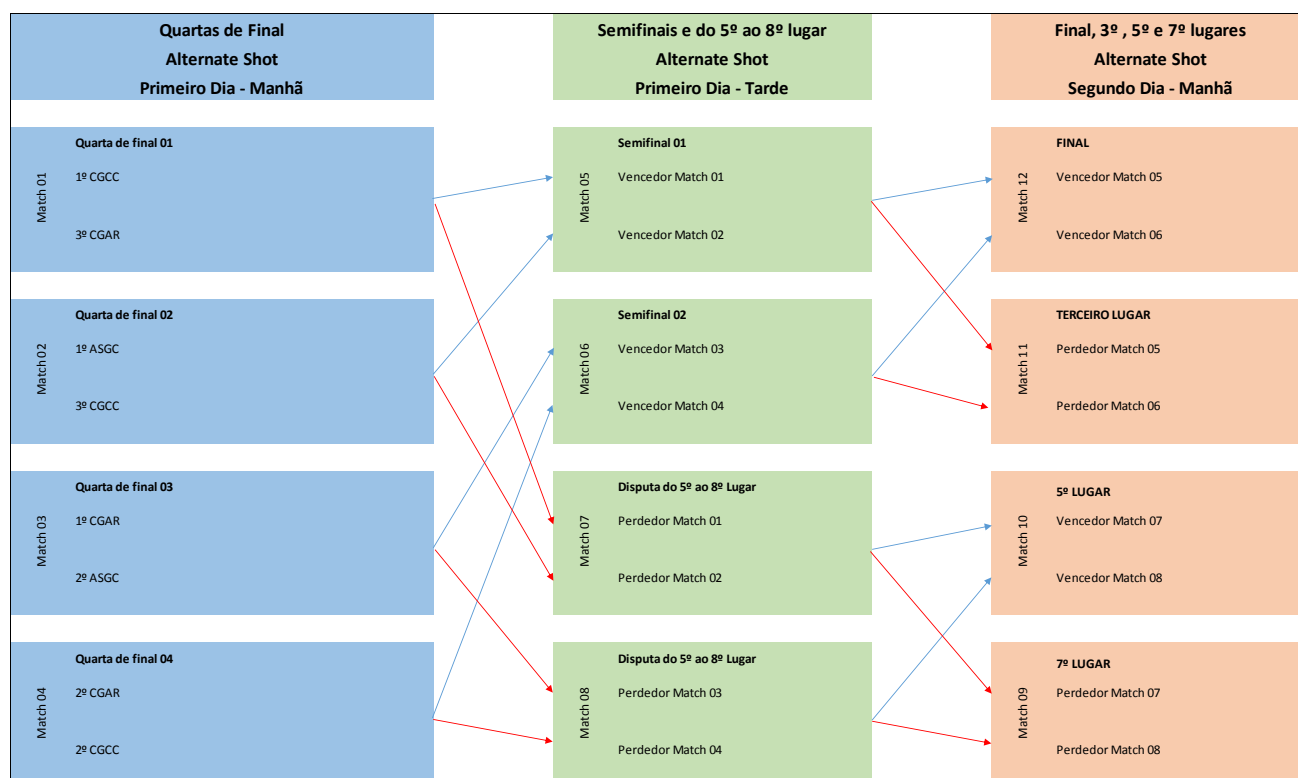 Quartas de Final
Alternate Shot
Primeiro Dia - Manhã
Match 01
Quarta de final 01
1º CGCC
3º CGAR
Match 02
Quarta de final 02
1º ASGC
3º CGCC
Match 03
Quarta de final 03
1º CGAR
2º ASGC
Match 04
Quarta de final 04
2º CGAR
2º CGCC
Semifinais e do 5º ao 8º lugar
Alternate Shot
Primeiro Dia - Tarde
Match 05
Semifinal 01
Vencedor Match 01
Vencedor Match 02
Match 06
Semifinal 02
Vencedor Match 03
Vencedor Match 04
Match 07
Disputa do 5º ao 8º Lugar
Perdedor Match 01
Perdedor Match 02
Match 08
Disputa do 5º ao 8º Lugar
Perdedor Match 03
Perdedor Match 04
Final, 3º , 5º e 7º lugares
Alternate Shot
Segundo Dia - Manhã
Match 12
FINAL
Vencedor Match 05
Vencedor Match 06
Match 11
TERCEIRO LUGAR
Perdedor Match 05
Perdedor Match 06
Match 10
5º LUGAR
Vencedor Match 07
Vencedor Match 08
Match 09
7º LUGAR
Perdedor Match 07
Perdedor Match 08